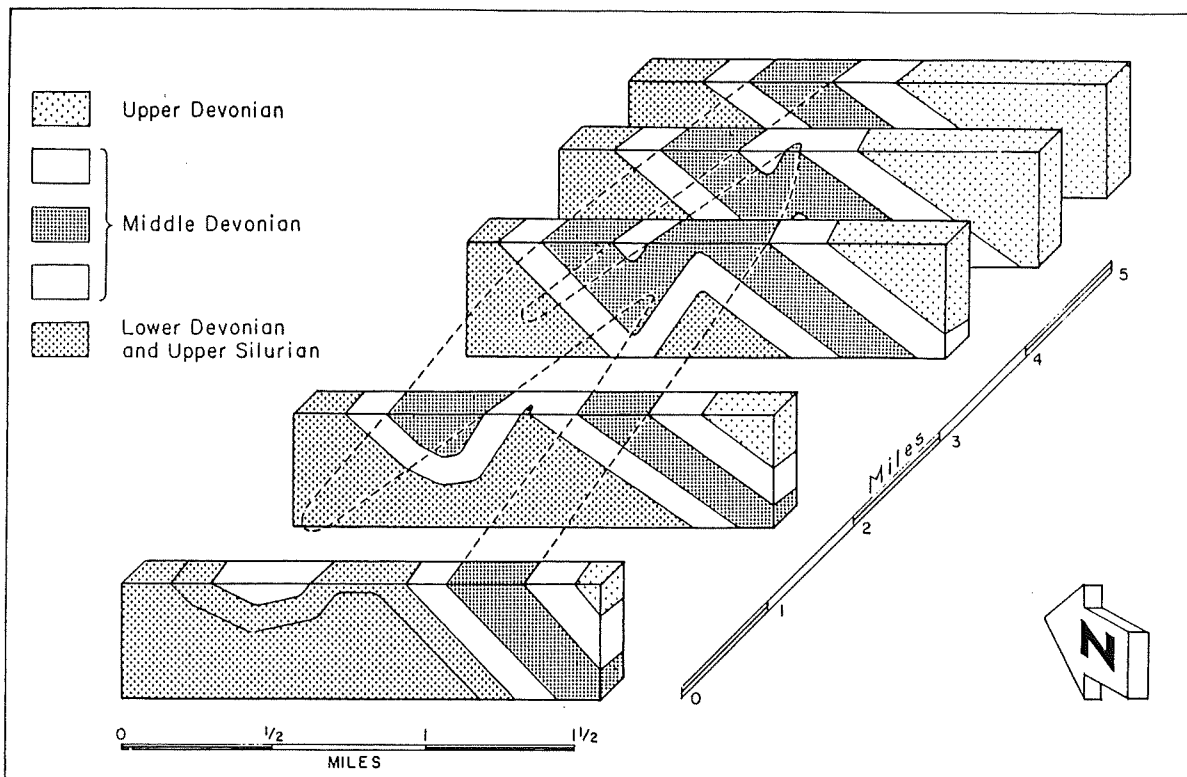 Upper Devonian
Middle Devonian
Lower Devonian
and Upper Silurian
5
4
3
Miles
2
1
0
N
0 1/2 1 1 1/2
MILES